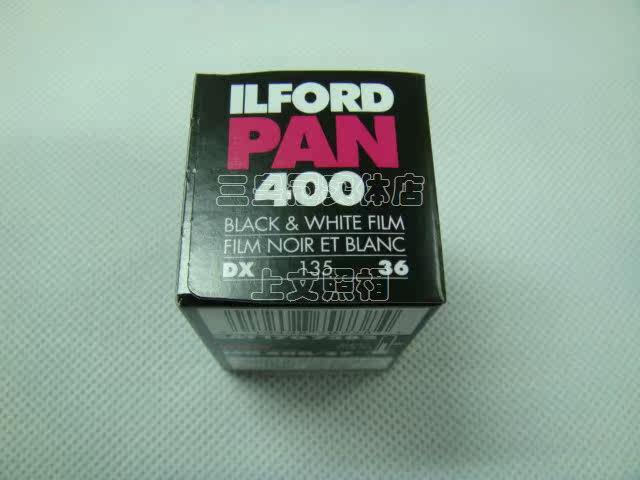 ILFORD
PAN
400
BLACK & WHITE FILM
FILM NOIR ET BLANC
DX 135 36
上文照相